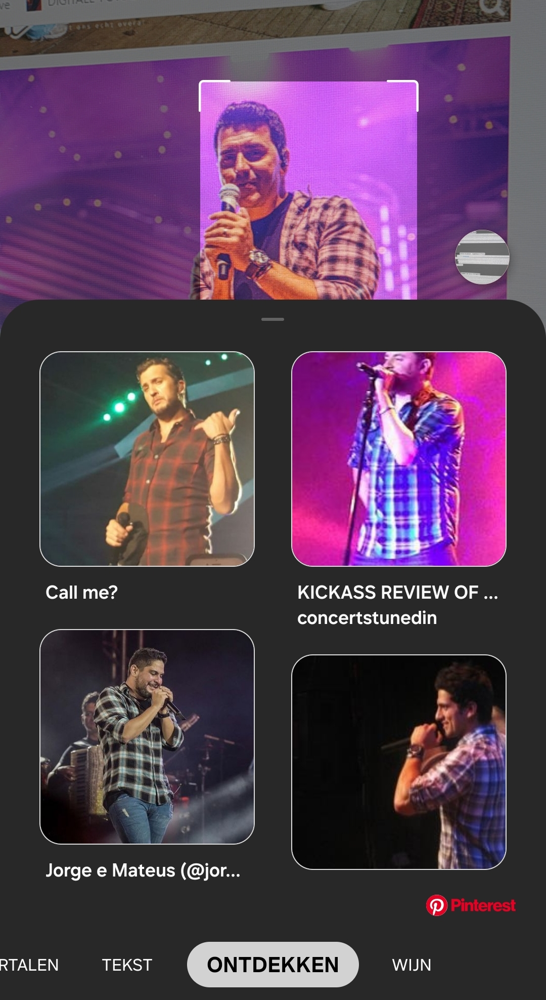 Call me?
KICKASS REVIEW OF ...
concertstunedin
Jorge e Mateus (@jor...
Pinterest
RTALEN
TEKST
ONTDEKKEN
WIJN